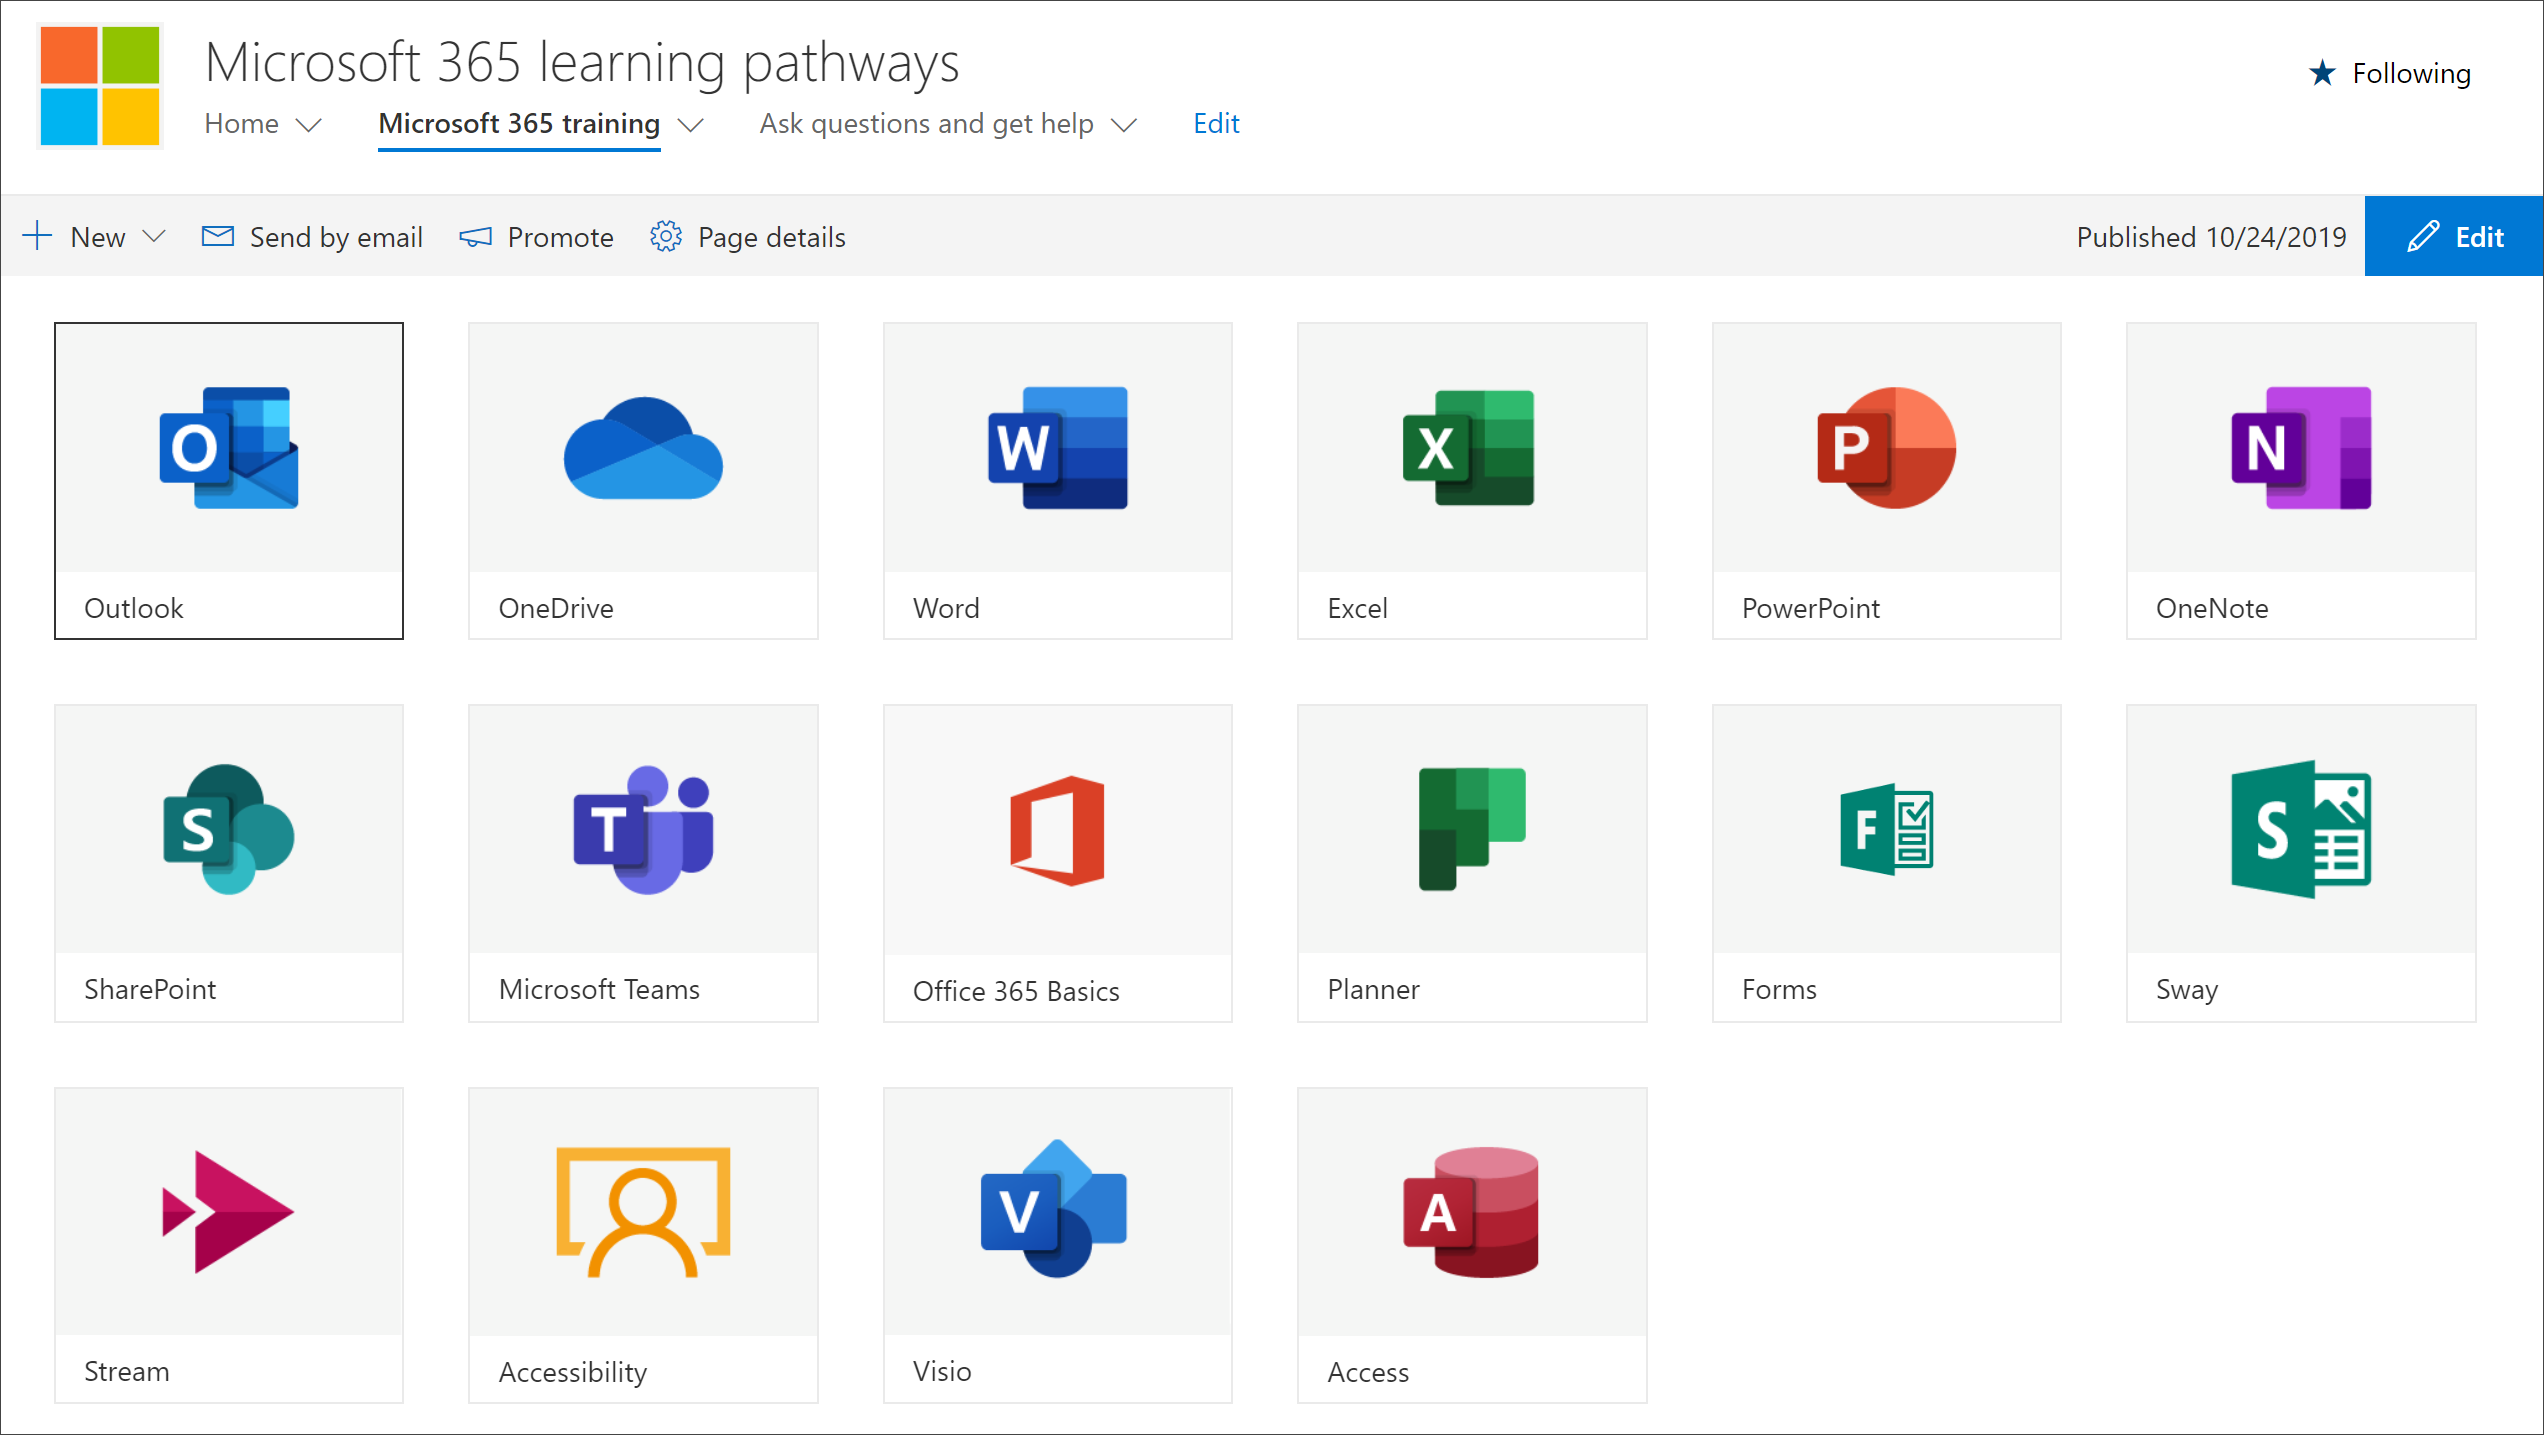 Microsoft 365 learning pathways
Following
Home Microsoft 365 training Ask questions and get help Edit
New Send by email Promote Page details Published 10/24/2019 Edit
O W X P N
Outlook OneDrive Word Excel PowerPoint OneNote
S T F S
SharePoint Microsoft Teams Office 365 Basics Planner Forms Sway
V A
Stream Accessibility Visio Access